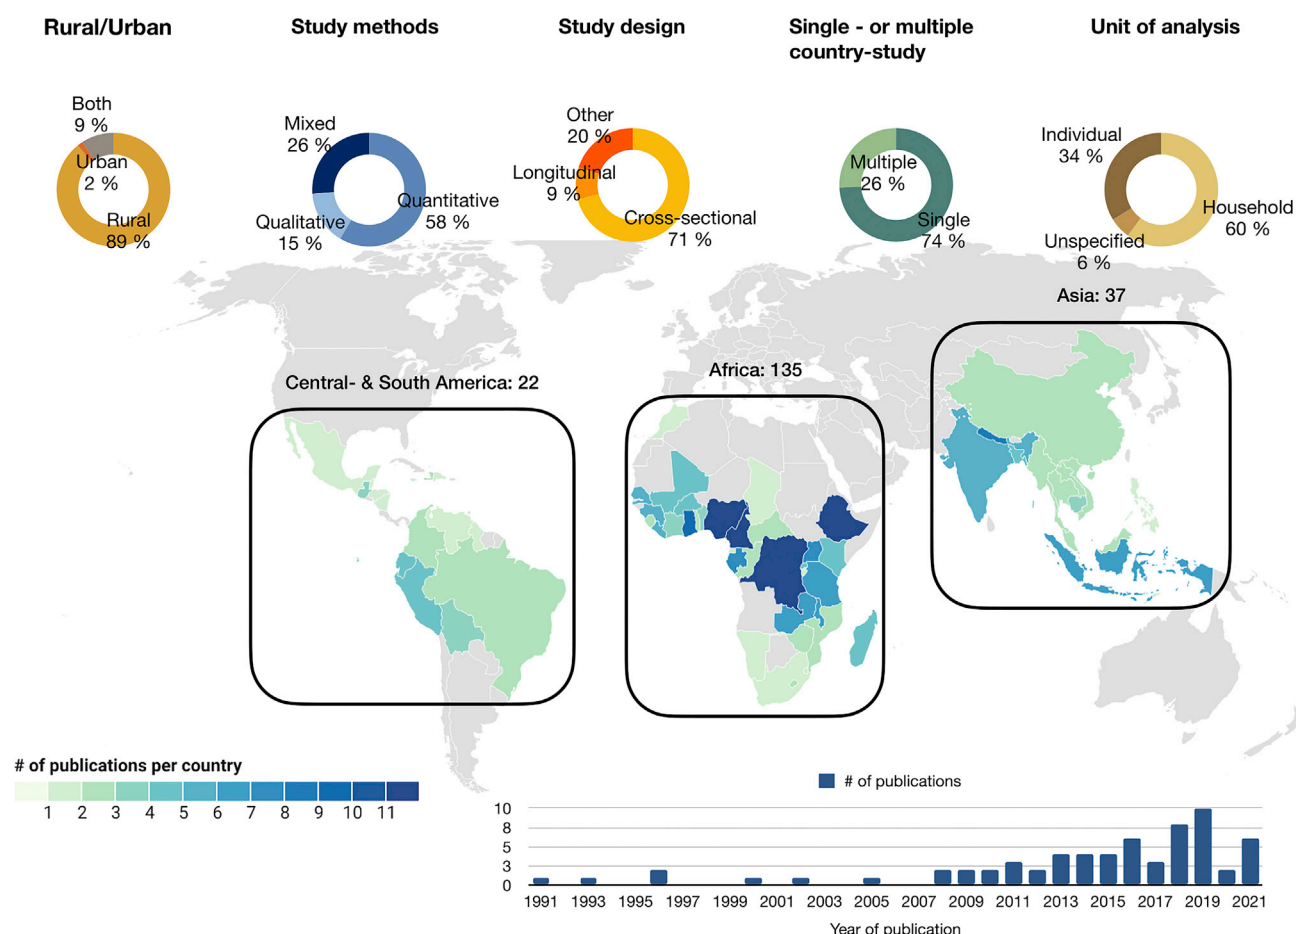 Rural/Urban
Study methods
Study design
Single - or multiple
country-study
Unit of analysis
Both
9 %
Urban
2 %
Rural
89 %
Mixed
26 %
Quantitative
58 %
Qualitative
15 %
Other
20 %
Longitudinal
9 %
Cross-sectional
71 %
Multiple
26 %
Single
74 %
Individual
34 %
Household
60 %
Unspecified
6 %
Asia: 37
Africa: 135
Central- & South America: 22
# of publications per country
1 2 3 4 5 6 7 8 9 10 11
# of publications
10
8
5
3
0
1991 1993 1995 1997 1999 2001 2003 2005 2007 2009 2011 2013 2015 2017 2019 2021
Year of publication